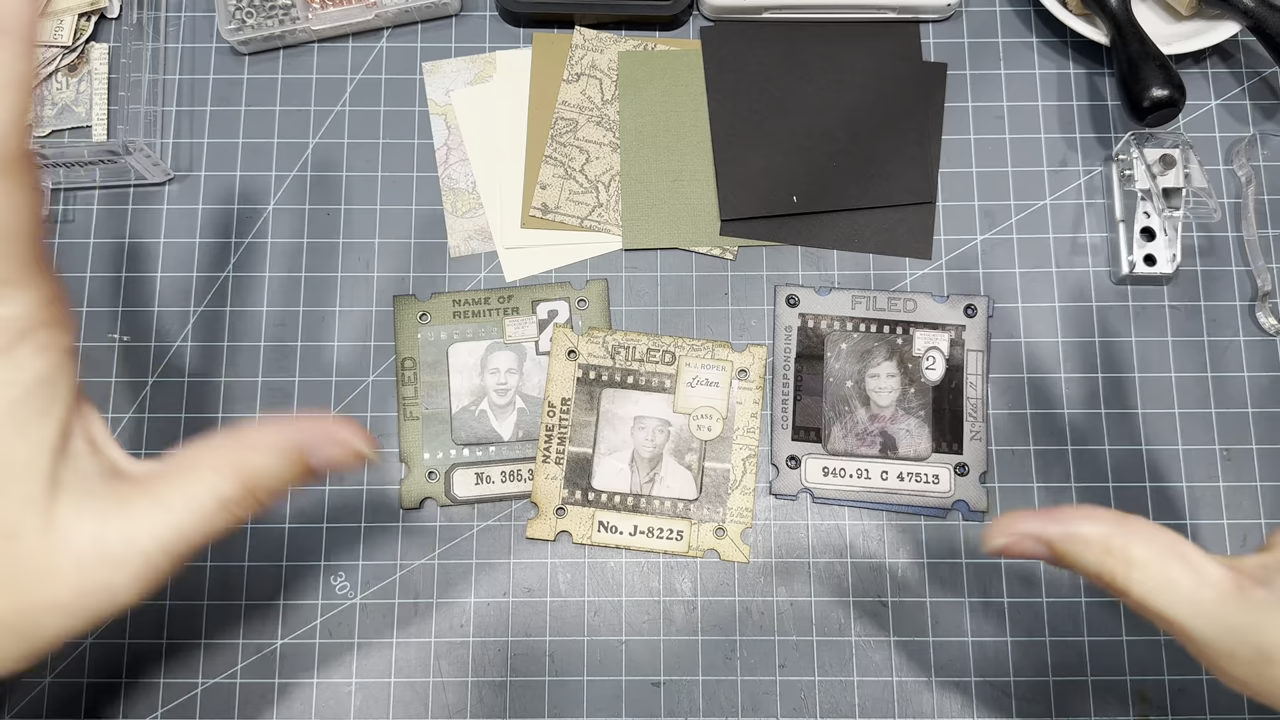 nippets
30°
NAME OF
REMITTER
2
FILED
No. 365,3
FILED
H. J. ROPER.
Lichen
CLASS C
Nº 6
NAME OF
REMITTER
No. J-8225
FILED
CORRESPONDING
2
940.91 C 47513